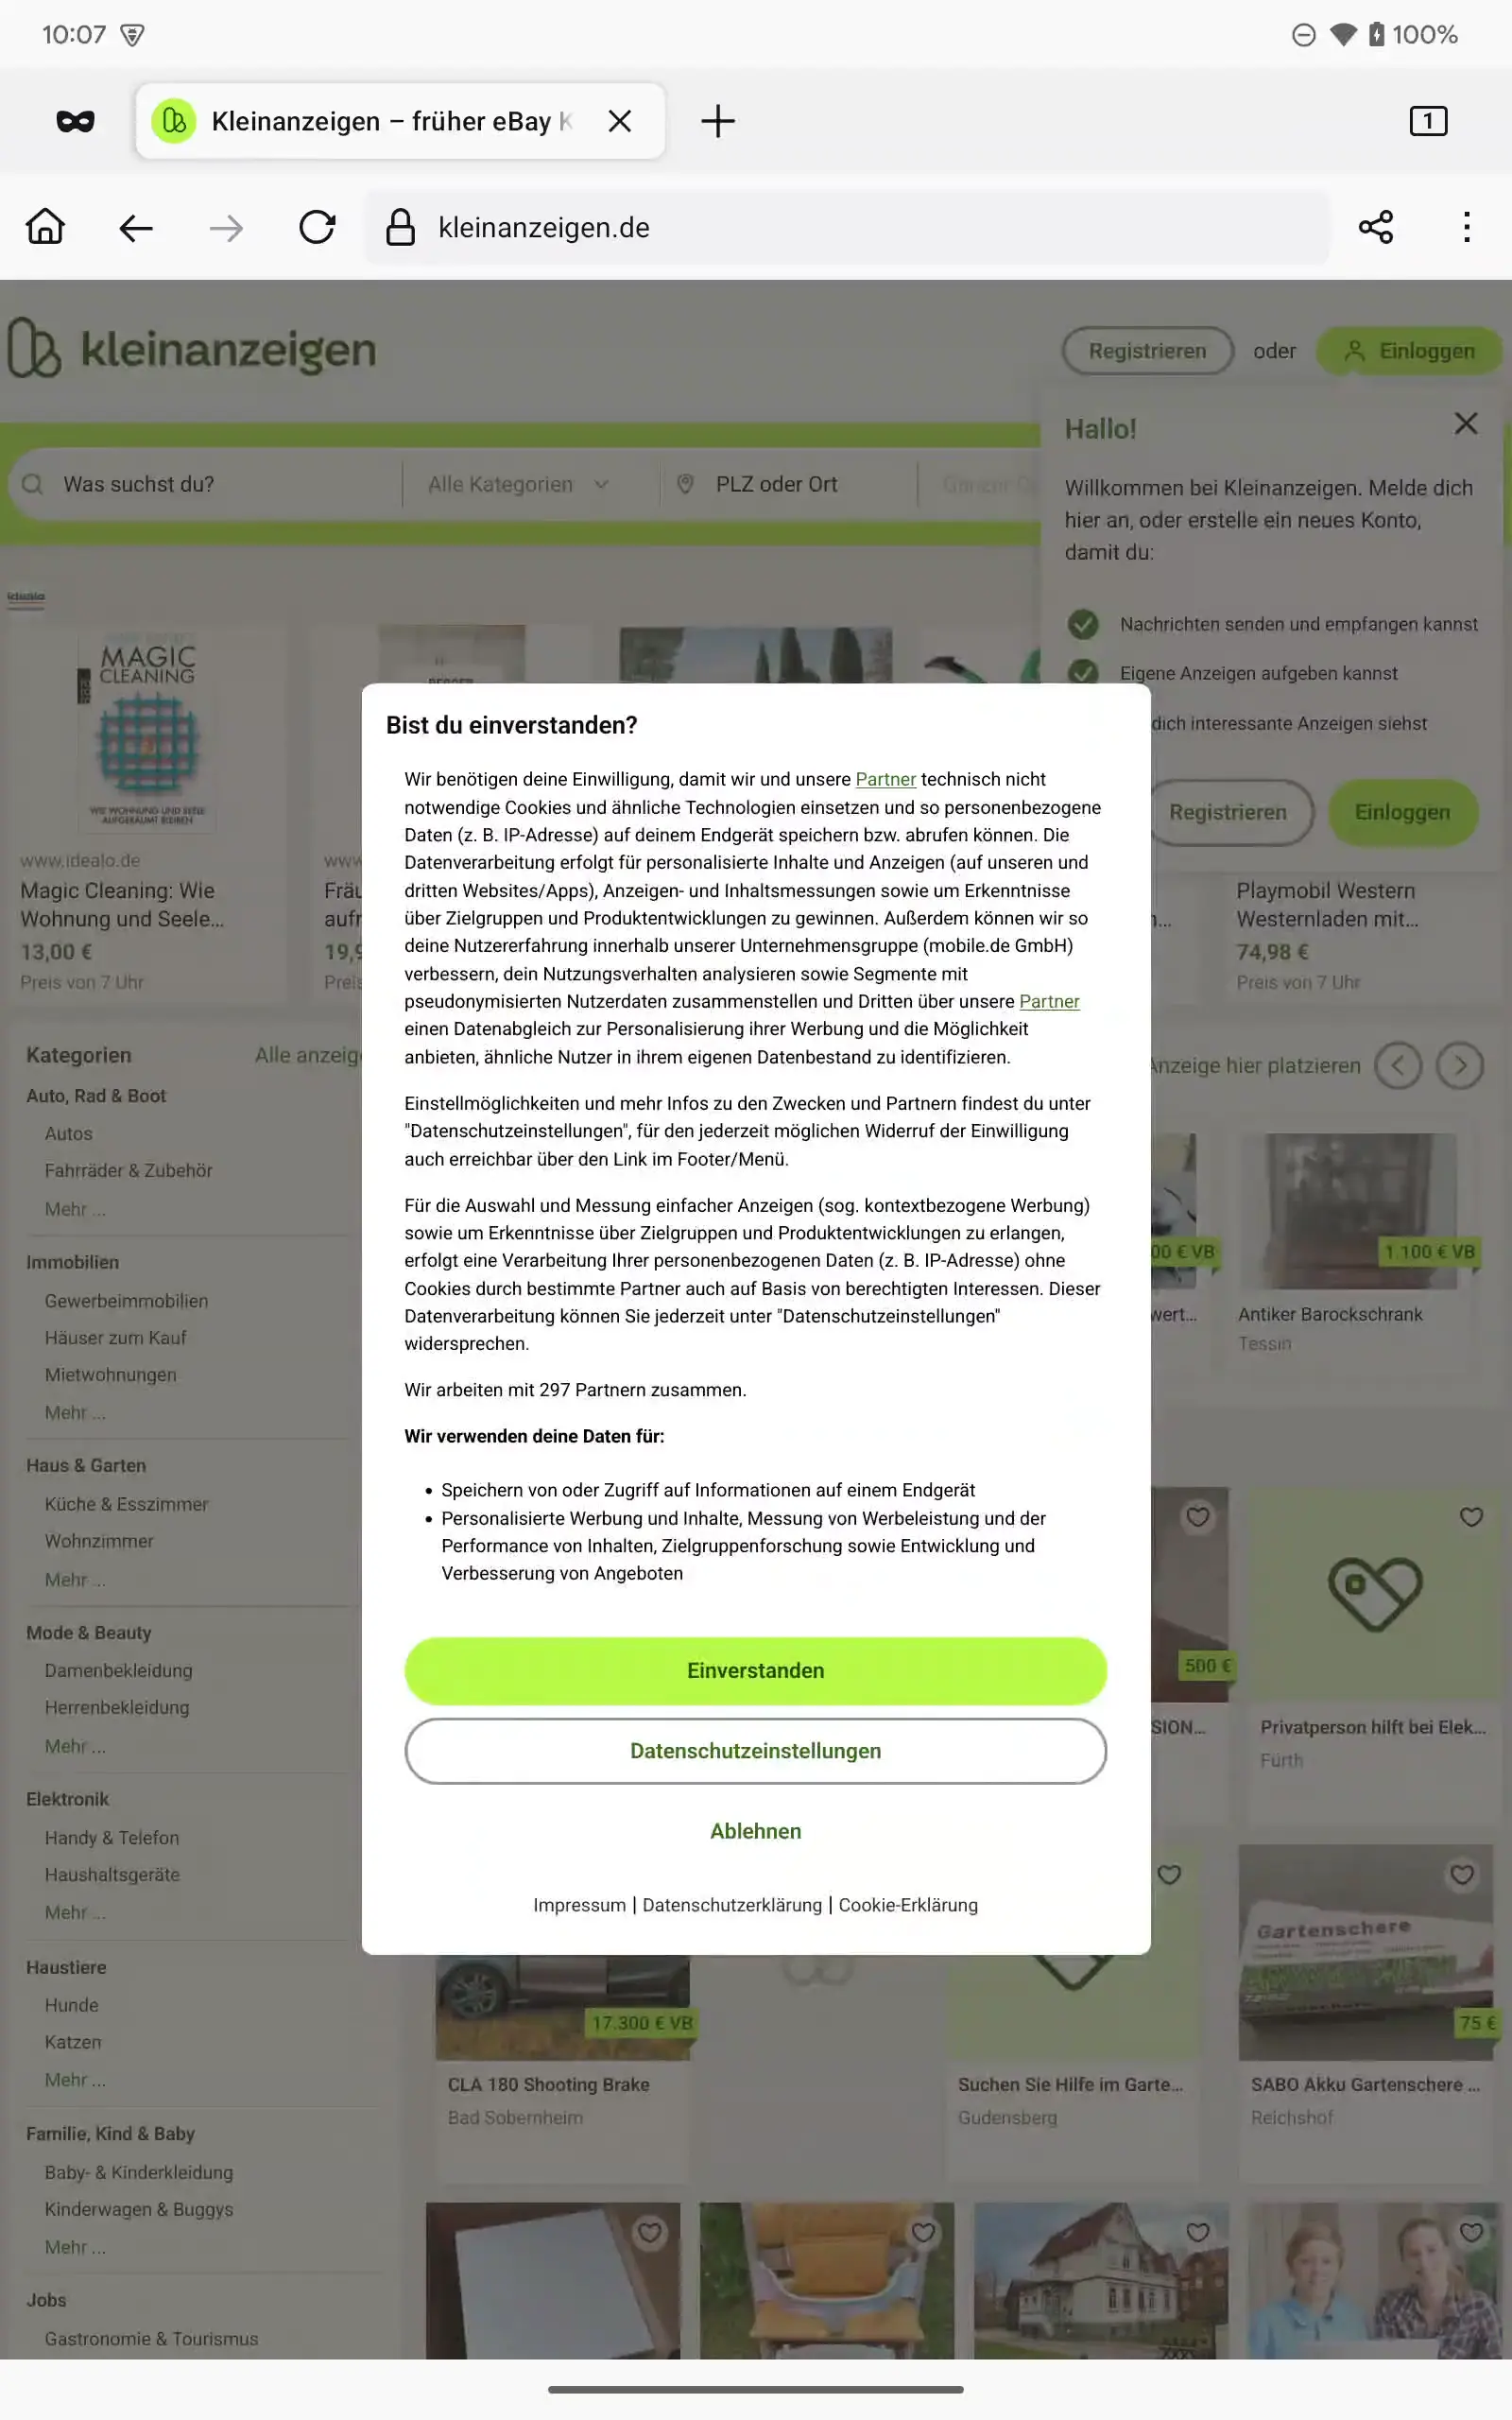 10:07
100%
Kleinanzeigen – früher eBay K
1
kleinanzeigen.de
kleinanzeigen
Registrieren
oder
Einloggen
Was suchst du?
Alle Kategorien
PLZ oder Ort
Hallo!
Willkommen bei Kleinanzeigen. Melde dich
hier an, oder erstelle ein neues Konto,
damit du:
Nachrichten senden und empfangen kannst
Eigene Anzeigen aufgeben kannst
dich interessante Anzeigen siehst
Registrieren
Einloggen
idealo
MAGIC
CLEANING
WIE WOHNUNG UND SEELE
AUFGERÄUMT BLEIBEN
www.idealo.de
Magic Cleaning: Wie
Wohnung und Seele...
13,00 €
Preis von 7 Uhr
Playmobil Western
Westernladen mit...
74,98 €
Preis von 7 Uhr
Bist du einverstanden?
Wir benötigen deine Einwilligung, damit wir und unsere Partner technisch nicht
notwendige Cookies und ähnliche Technologien einsetzen und so personenbezogene
Daten (z. B. IP-Adresse) auf deinem Endgerät speichern bzw. abrufen können. Die
Datenverarbeitung erfolgt für personalisierte Inhalte und Anzeigen (auf unseren und
dritten Websites/Apps), Anzeigen- und Inhaltsmessungen sowie um Erkenntnisse
über Zielgruppen und Produktentwicklungen zu gewinnen. Außerdem können wir so
deine Nutzererfahrung innerhalb unserer Unternehmensgruppe (mobile.de GmbH)
verbessern, dein Nutzungsverhalten analysieren sowie Segmente mit
pseudonymisierten Nutzerdaten zusammenstellen und Dritten über unsere Partner
einen Datenabgleich zur Personalisierung ihrer Werbung und die Möglichkeit
anbieten, ähnliche Nutzer in ihrem eigenen Datenbestand zu identifizieren.
Einstellmöglichkeiten und mehr Infos zu den Zwecken und Partnern findest du unter
"Datenschutzeinstellungen", für den jederzeit möglichen Widerruf der Einwilligung
auch erreichbar über den Link im Footer/Menü.
Für die Auswahl und Messung einfacher Anzeigen (sog. kontextbezogene Werbung)
sowie um Erkenntnisse über Zielgruppen und Produktentwicklungen zu erlangen,
erfolgt eine Verarbeitung Ihrer personenbezogenen Daten (z. B. IP-Adresse) ohne
Cookies durch bestimmte Partner auch auf Basis von berechtigten Interessen. Dieser
Datenverarbeitung können Sie jederzeit unter "Datenschutzeinstellungen"
widersprechen.
Wir arbeiten mit 297 Partnern zusammen.
Wir verwenden deine Daten für:
• Speichern von oder Zugriff auf Informationen auf einem Endgerät
• Personalisierte Werbung und Inhalte, Messung von Werbeleistung und der
Performance von Inhalten, Zielgruppenforschung sowie Entwicklung und
Verbesserung von Angeboten
Einverstanden
Datenschutzeinstellungen
Ablehnen
Impressum | Datenschutzerklärung | Cookie-Erklärung
Kategorien
Alle anzeig
Auto, Rad & Boot
Autos
Fahrräder & Zubehör
Mehr ...
Immobilien
Gewerbeimmobilien
Häuser zum Kauf
Mietwohnungen
Mehr ...
Haus & Garten
Küche & Esszimmer
Wohnzimmer
Mehr ...
Mode & Beauty
Damenbekleidung
Herrenbekleidung
Mehr ...
Elektronik
Handy & Telefon
Haushaltsgeräte
Mehr ...
Haustiere
Hunde
Katzen
Mehr ...
Familie, Kind & Baby
Baby- & Kinderkleidung
Kinderwagen & Buggys
Mehr ...
Jobs
Gastronomie & Tourismus
Anzeige hier platzieren
00 € VB
1.100 € VB
wert...
Antiker Barockschrank
Tessin
500 €
SION...
Privatperson hilft bei Elek...
Fürth
17.300 € VB
CLA 180 Shooting Brake
Bad Sobernheim
Suchen Sie Hilfe im Garte...
Gudensberg
Gartenschere
75 €
SABO Akku Gartenschere ...
Reichshof